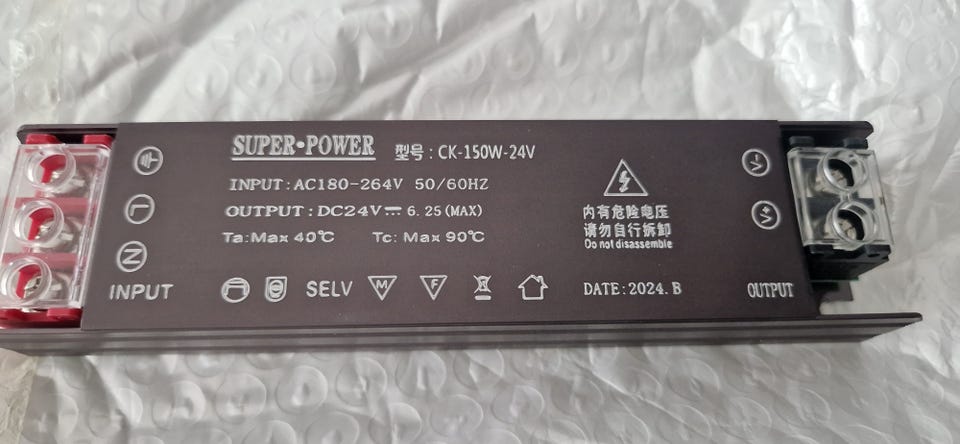 SUPER•POWER 型号：CK-150W-24V
INPUT:AC180-264V 50/60HZ
OUTPUT:DC24V⎓6.25(MAX)
Ta:Max 40℃ Tc: Max 90℃
L
N
INPUT
SELV
M
F
内有危险电压
请勿自行拆卸
Do not disassemble
DATE:2024.B
V-
V+
OUTPUT